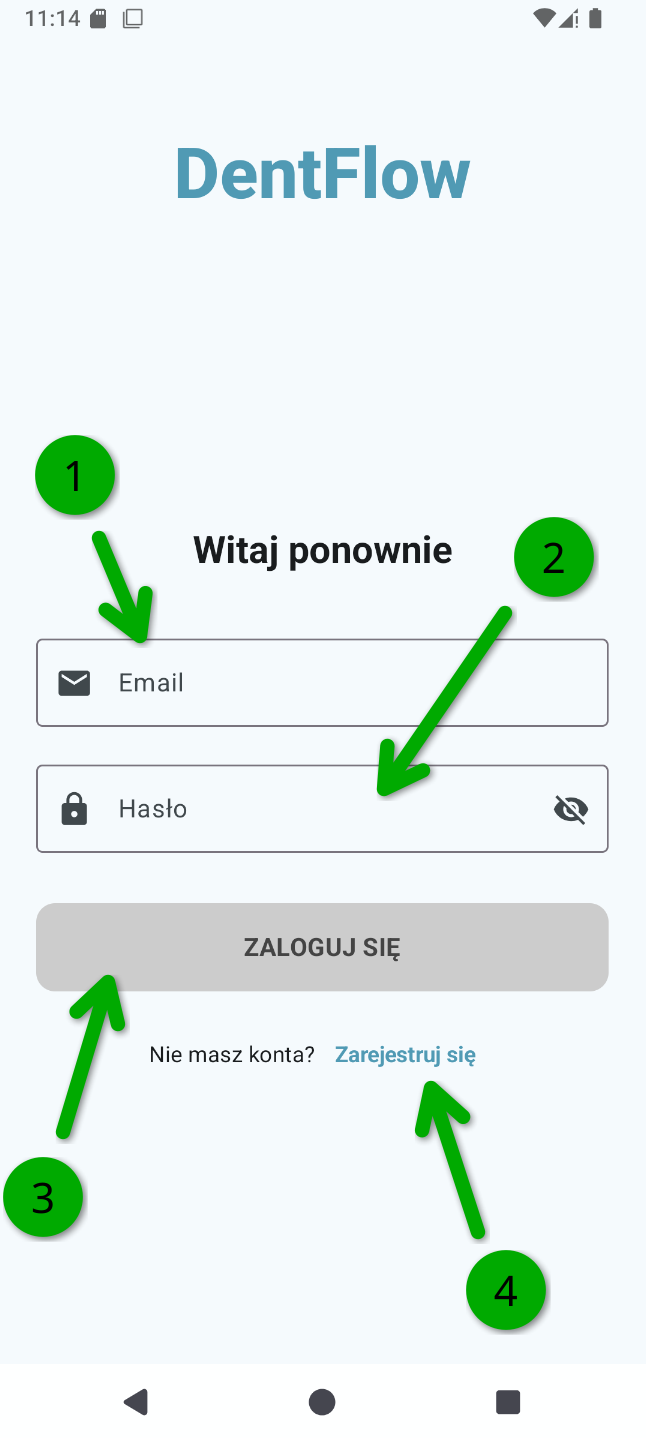 11:14
DentFlow
1
Witaj ponownie
2
Email
Hasło
ZALOGUJ SIĘ
Nie masz konta? Zarejestruj się
3
4